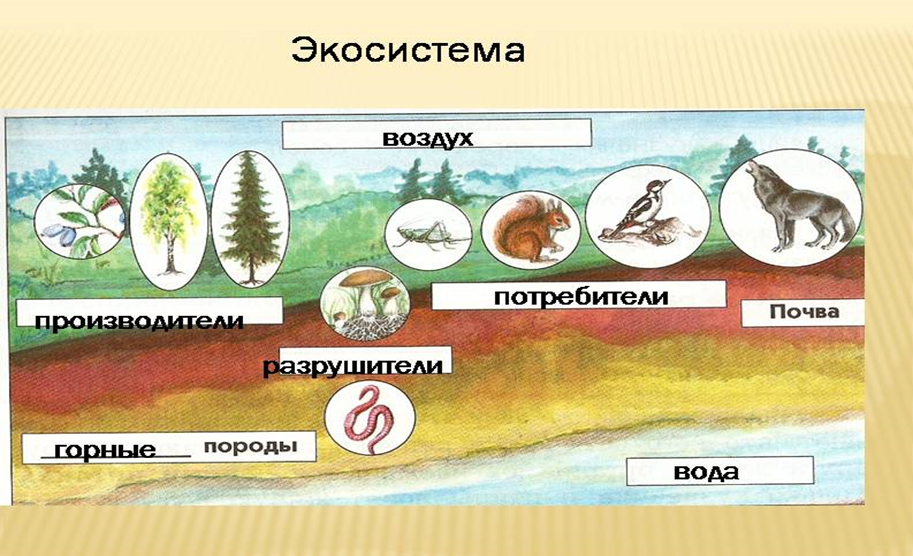 Экосистема
воздух
производители
потребители
Почва
разрушители
горные породы
вода